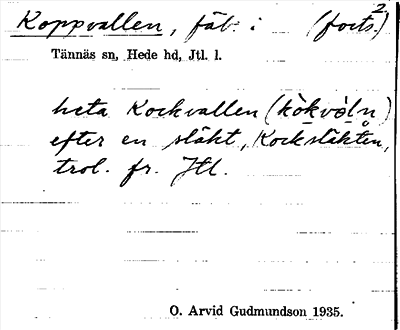 Koppvallen, fäb. i (forts.) 2
Tännäs sn, Hede hd, Jtl. l.
heta Kockvallen (kòkvàln̥)
efter en släkt, Kocksläkten,
trol. fr. Jtl.
O. Arvid Gudmundson 1935.